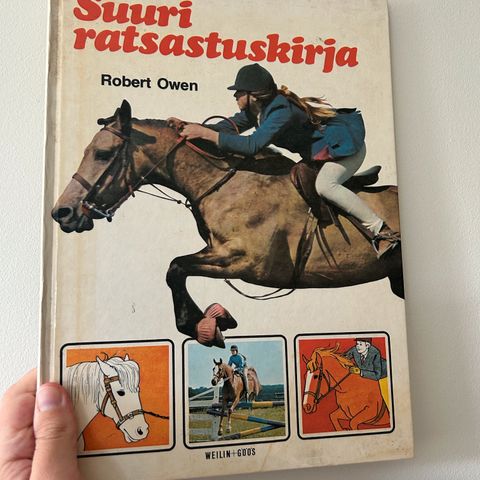 Suuri
ratsastuskirja
Robert Owen
WEILIN+GÖÖS